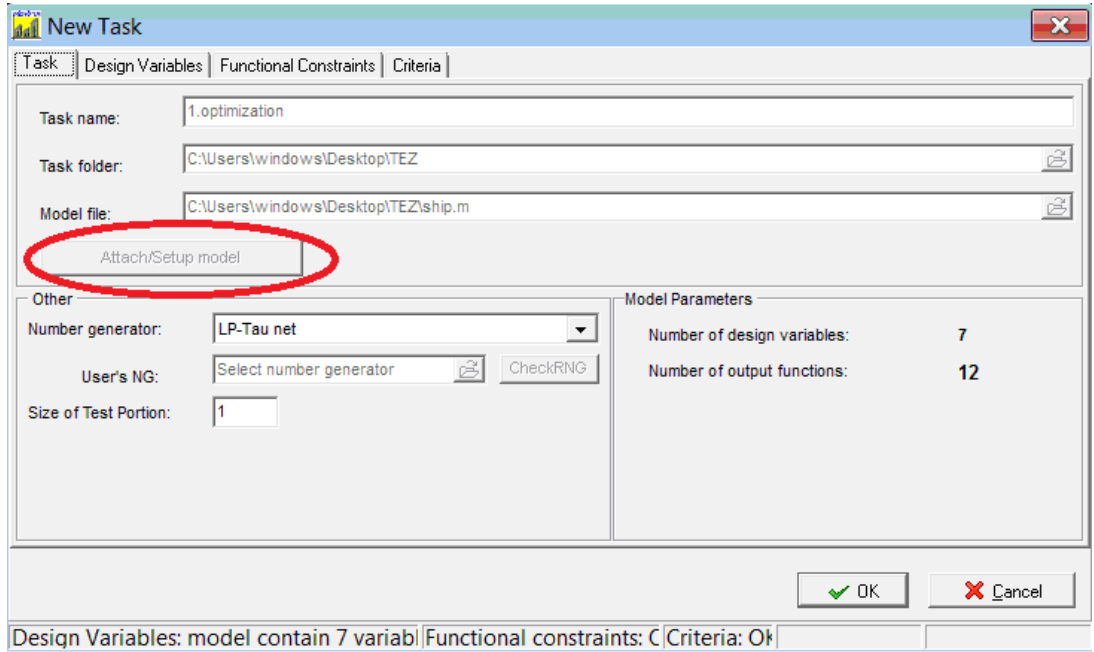 New Task
Task Design Variables Functional Constraints Criteria
Task name: 1.optimization
Task folder: C:\Users\windows\Desktop\TEZ
Model file: C:\Users\windows\Desktop\TEZ\ship.m
Attach/Setup model
Other
Number generator: LP-Tau net
User's NG: Select number generator CheckRNG
Size of Test Portion: 1
Model Parameters
Number of design variables: 7
Number of output functions: 12
OK Cancel
Design Variables: model contain 7 variabl Functional constraints: C Criteria: OK